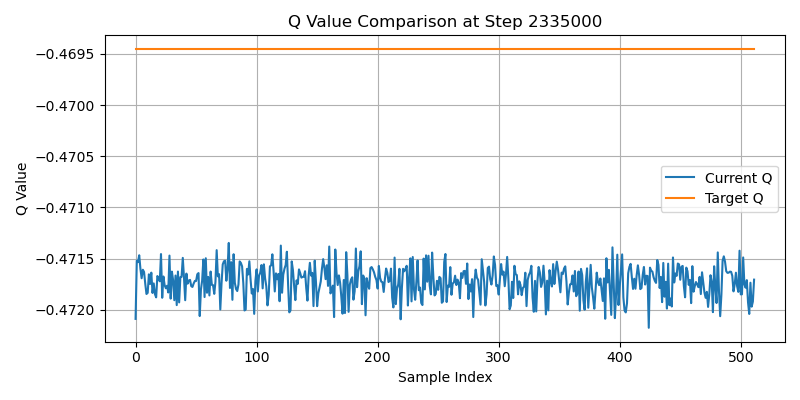 Q Value Comparison at Step 2335000
−0.4695
−0.4700
−0.4705
−0.4710
−0.4715
−0.4720
Q Value
Current Q
Target Q
0 100 200 300 400 500
Sample Index